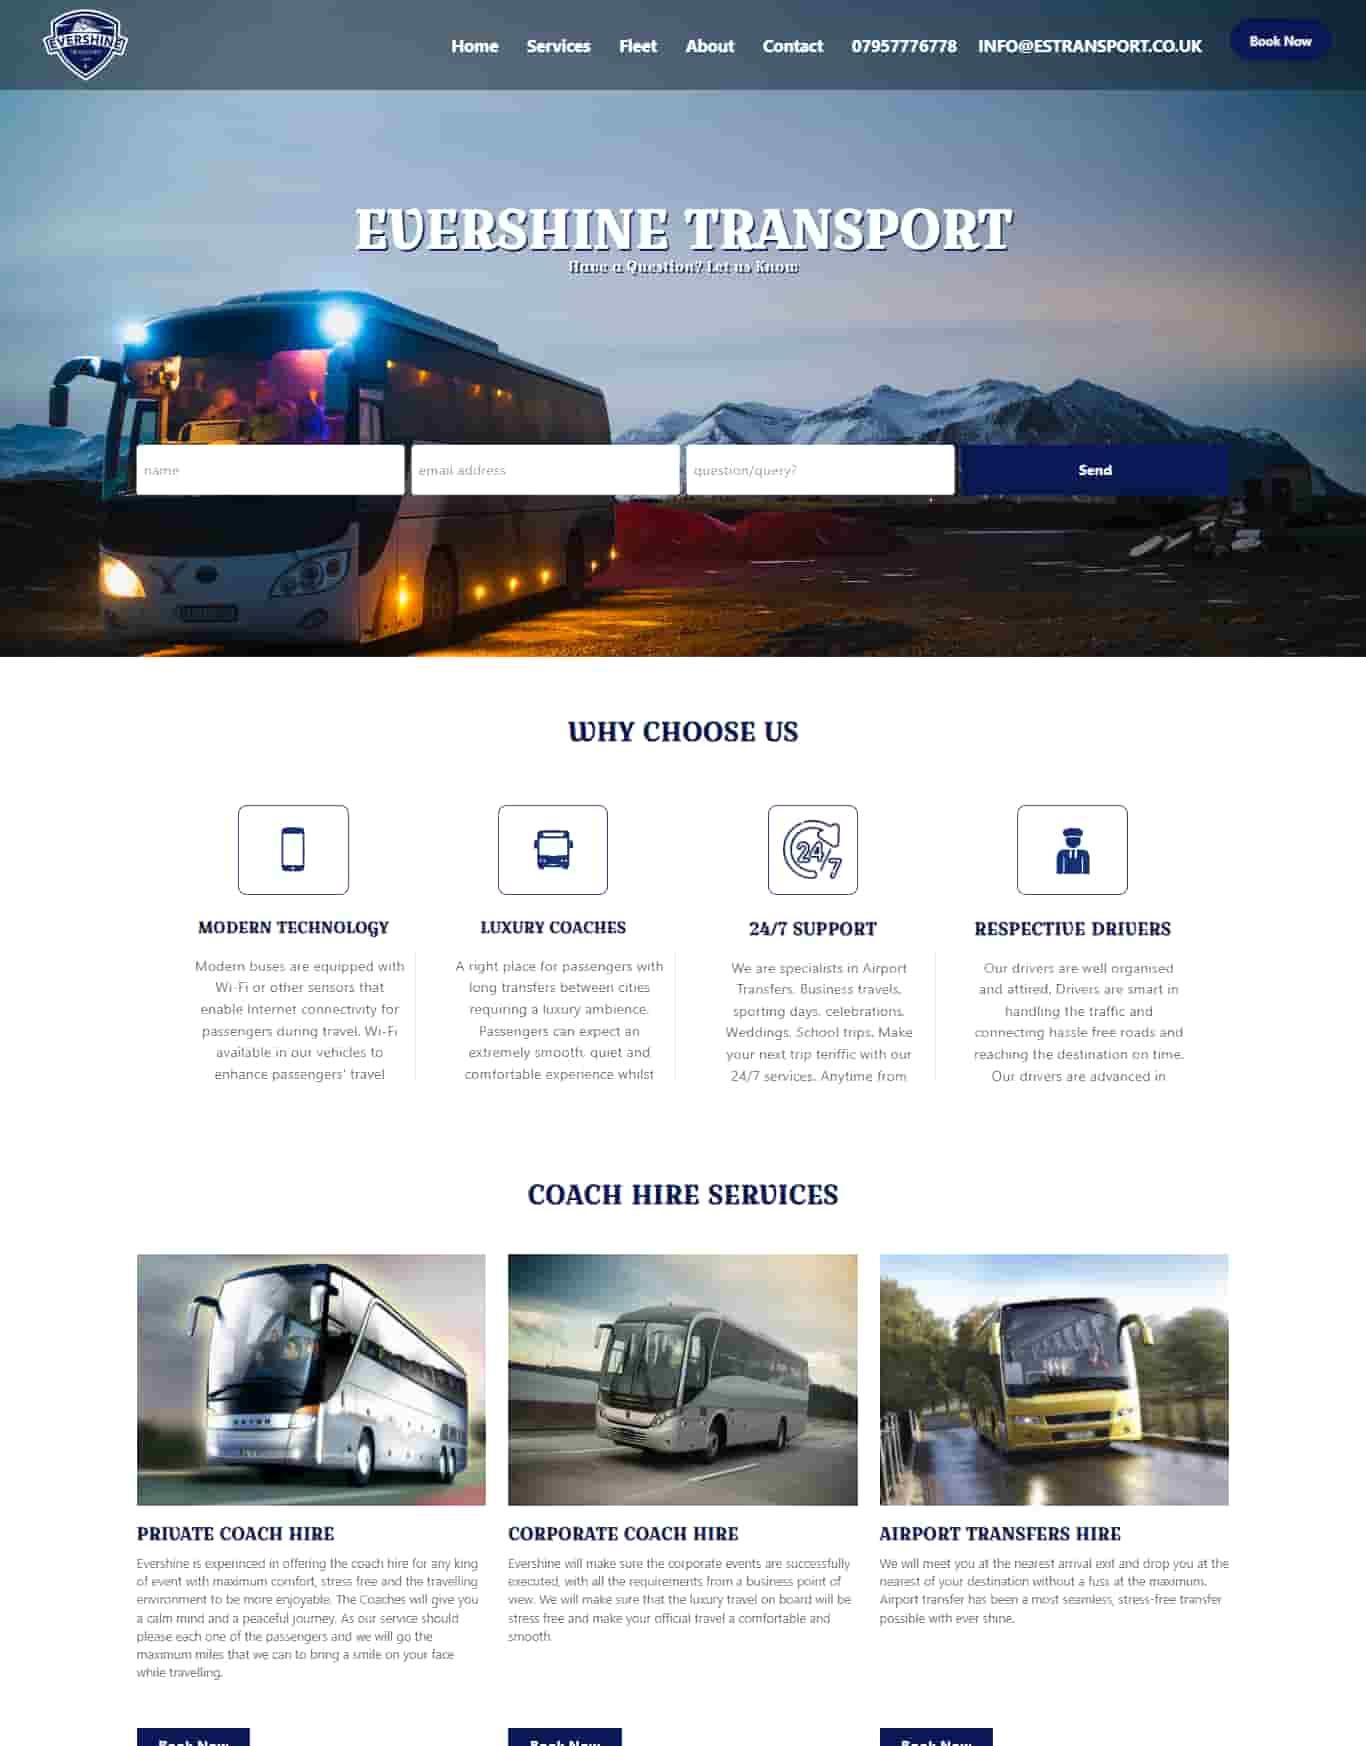 EVERSHINE
Home Services Fleet About Contact 07957776778 INFO@ESTRANSPORT.CO.UK Book Now
EVERSHINE TRANSPORT
Have a Question? Let us Know
name email address question/query? Send
WHY CHOOSE US
MODERN TECHNOLOGY
Modern buses are equipped with
Wi-Fi or other sensors that
enable Internet connectivity for
passengers during travel. Wi-Fi
available in our vehicles to
enhance passengers' travel
LUXURY COACHES
A right place for passengers with
long transfers between cities
requiring a luxury ambience.
Passengers can expect an
extremely smooth, quiet and
comfortable experience whilst
24/7
24/7 SUPPORT
We are specialists in Airport
Transfers, Business travels,
sporting days, celebrations,
Weddings, School trips, Make
your next trip teriffic with our
24/7 services. Anytime from
RESPECTIVE DRIVERS
Our drivers are well organised
and attired, Drivers are smart in
handling the traffic and
connecting hassle free roads and
reaching the destination on time.
Our drivers are advanced in
COACH HIRE SERVICES
PRIVATE COACH HIRE
Evershine is experinced in offering the coach hire for any king
of event with maximum comfort, stress free and the travelling
environment to be more enjoyable. The Coaches will give you
a calm mind and a peaceful journey. As our service should
please each one of the passengers and we will go the
maximum miles that we can to bring a smile on your face
while travelling.
Book Now
CORPORATE COACH HIRE
Evershine will make sure the corporate events are successfully
executed, with all the requirements from a business point of
view. We will make sure that the luxury travel on board will be
stress free and make your official travel a comfortable and
smooth.
Book Now
AIRPORT TRANSFERS HIRE
We will meet you at the nearest arrival exit and drop you at the
nearest of your destination without a fuss at the maximum.
Airport transfer has been a most seamless, stress-free transfer
possible with ever shine.
Book Now